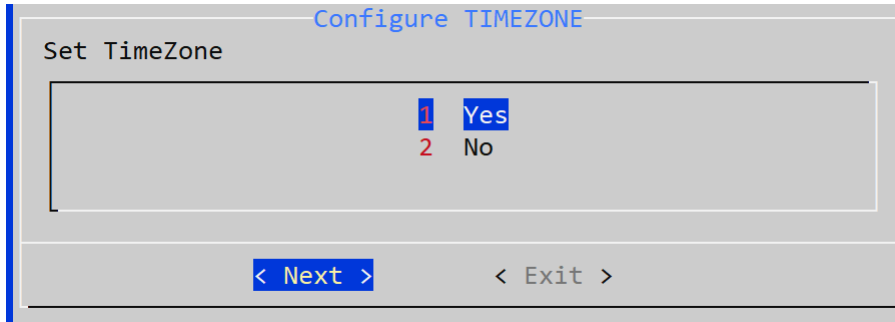 Configure TIMEZONE
Set TimeZone
1 Yes
2 No
< Next > < Exit >